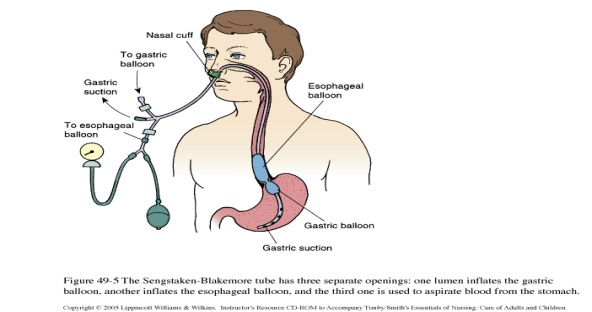 Nasal cuff
To gastric
balloon
Gastric
suction
To esophageal
balloon
Esophageal
balloon
Gastric balloon
Gastric suction
Figure 49-5 The Sengstaken-Blakemore tube has three separate openings: one lumen inflates the gastric
balloon, another inflates the esophageal balloon, and the third one is used to aspirate blood from the stomach.
Copyright © 2003 Lippincott Williams & Wilkins. Instructor's Resource CD-ROM to Accompany Timby/Smith's Essentials of Nursing: Care of Adults and Children.